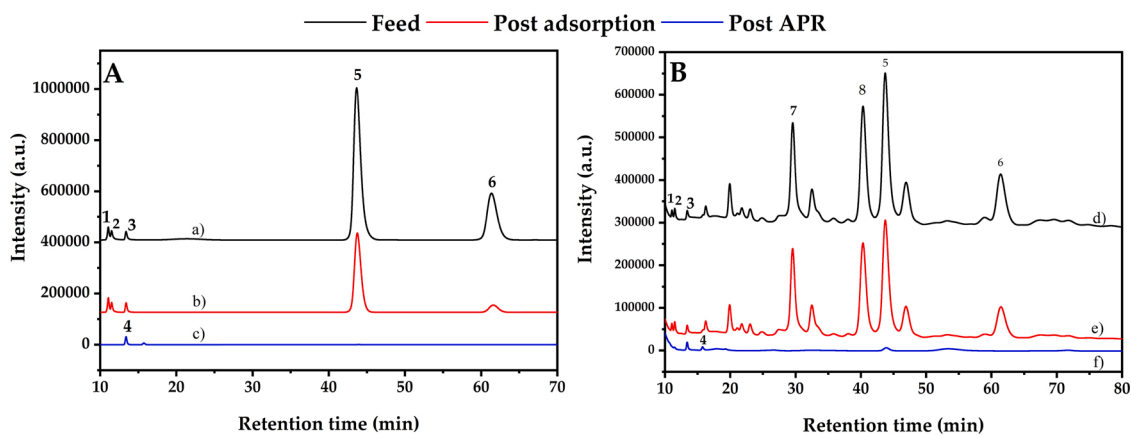 Feed Post adsorption Post APR
A
1000000
800000
600000
400000
200000
0
Intensity (a.u.)
1 2 3
5
6
a)
b)
4
c)
10 20 30 40 50 60 70
Retention time (min)
B
700000
600000
500000
400000
300000
200000
100000
0
Intensity (a.u.)
1 2 3
7
8
5
6
d)
e)
4
f)
10 20 30 40 50 60 70 80
Retention time (min)